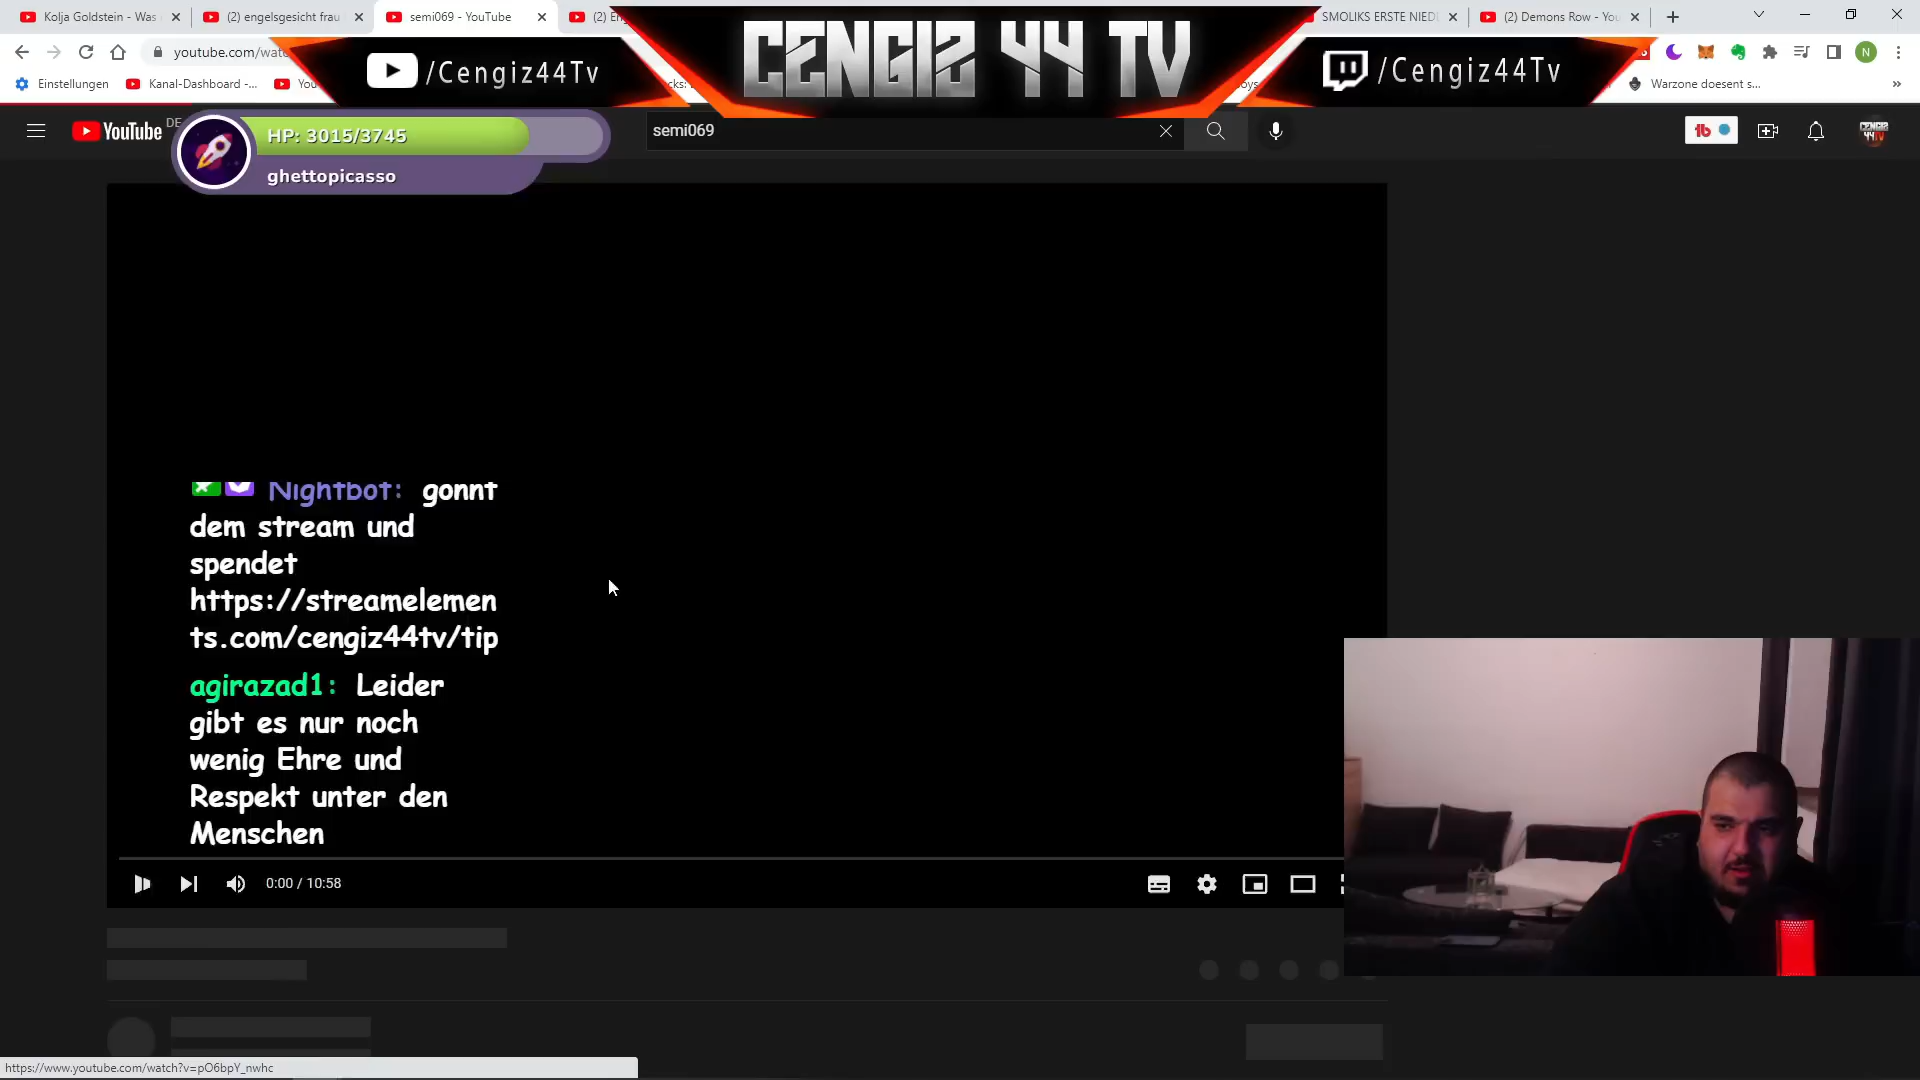 Kolja Goldstein - Was
(2) engelsgesicht frau
semi069 - YouTube
SMOLIKS ERSTE NIED
(2) Demons Row - You
youtube.com/wat
/Cengiz44Tv
CENGIZ 44 TV
/Cengiz44Tv
N
Einstellungen
Kanal-Dashboard -...
Warzone doesent s...
YouTube
DE
HP: 3015/3745
ghettopicasso
semi069
Nightbot: gonnt
dem stream und
spendet
https://streamelemen
ts.com/cengiz44tv/tip
agirazad1: Leider
gibt es nur noch
wenig Ehre und
Respekt unter den
Menschen
0:00 / 10:58
https://www.youtube.com/watch?v=pO6bpY_nwhc